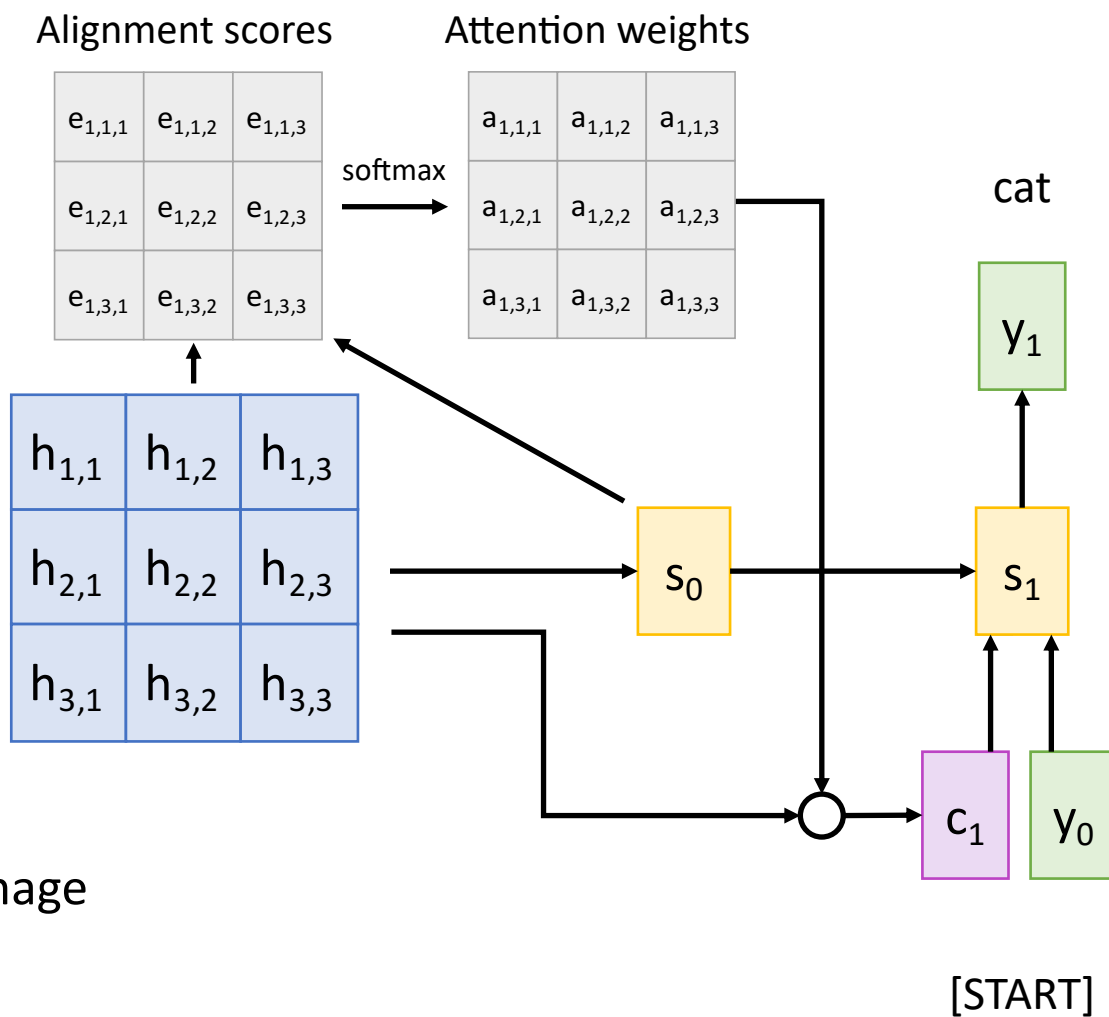 Alignment scores
Attention weights
e1,1,1 e1,1,2 e1,1,3
e1,2,1 e1,2,2 e1,2,3
e1,3,1 e1,3,2 e1,3,3
softmax
a1,1,1 a1,1,2 a1,1,3
a1,2,1 a1,2,2 a1,2,3
a1,3,1 a1,3,2 a1,3,3
cat
y1
h1,1 h1,2 h1,3
h2,1 h2,2 h2,3
h3,1 h3,2 h3,3
s0
s1
c1
y0
[START]